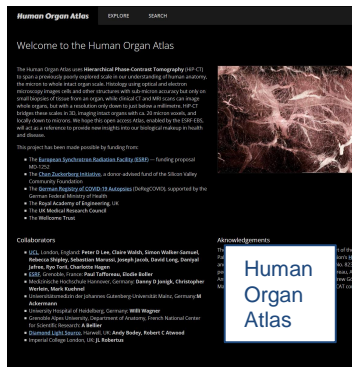 Human Organ Atlas EXPLORE SEARCH
Welcome to the Human Organ Atlas
The Human Organ Atlas uses Hierarchical Phase-Contrast Tomography (HiP-CT)
to span a previously poorly explored scale in our understanding of human anatomy,
the micron to whole intact organ scale. Histology using optical and electron
microscopy images cells and other structures with sub-micron accuracy but only on
small biopsies of tissue from an organ, while clinical CT and MRI scans can image
whole organs, but with a resolution only down to just below a millimetre. HiP-CT
bridges these scales in 3D, imaging intact organs with ca. 20 micron voxels, and
locally down to microns. We hope this open access Atlas, enabled by the ESRF-EBS,
will act as a reference to provide new insights into our biological makeup in health
and disease.
This project has been made possible by funding from:
The European Synchrotron Radiation Facility (ESRF) — funding proposal
MD-1252
The Chan Zuckerberg Initiative, a donor-advised fund of the Silicon Valley
Community Foundation
The German Registry of COVID-19 Autopsies (DeRegCOVID), supported by the
German Federal Ministry of Health
The Royal Academy of Engineering, UK
The UK Medical Research Council
The Wellcome Trust
Collaborators
UCL, London, England: Peter D Lee, Claire Walsh, Simon Walker-Samuel,
Rebecca Shipley, Sebastian Marussi, Joseph Jacob, David Long, Daniyal
Jafree, Ryo Torii, Charlotte Hagen
ESRF, Grenoble, France: Paul Tafforeau, Elodie Boller
Medizinische Hochschule Hannover, Germany: Danny D Jonigk, Christopher
Werlein, Mark Kuehnel
Universitätsmedizin der Johannes Gutenberg-Universität Mainz, Germany: M
Ackermann
University Hospital of Heidelberg, Germany: Willi Wagner
Grenoble Alpes University, Department of Anatomy, French National Center
for Scientific Research: A Bellier
Diamond Light Source, Harwell, UK: Andy Bodey, Robert C Atwood
Imperial College London, UK: JL Robertus
Acknowledgements
Human
Organ
Atlas